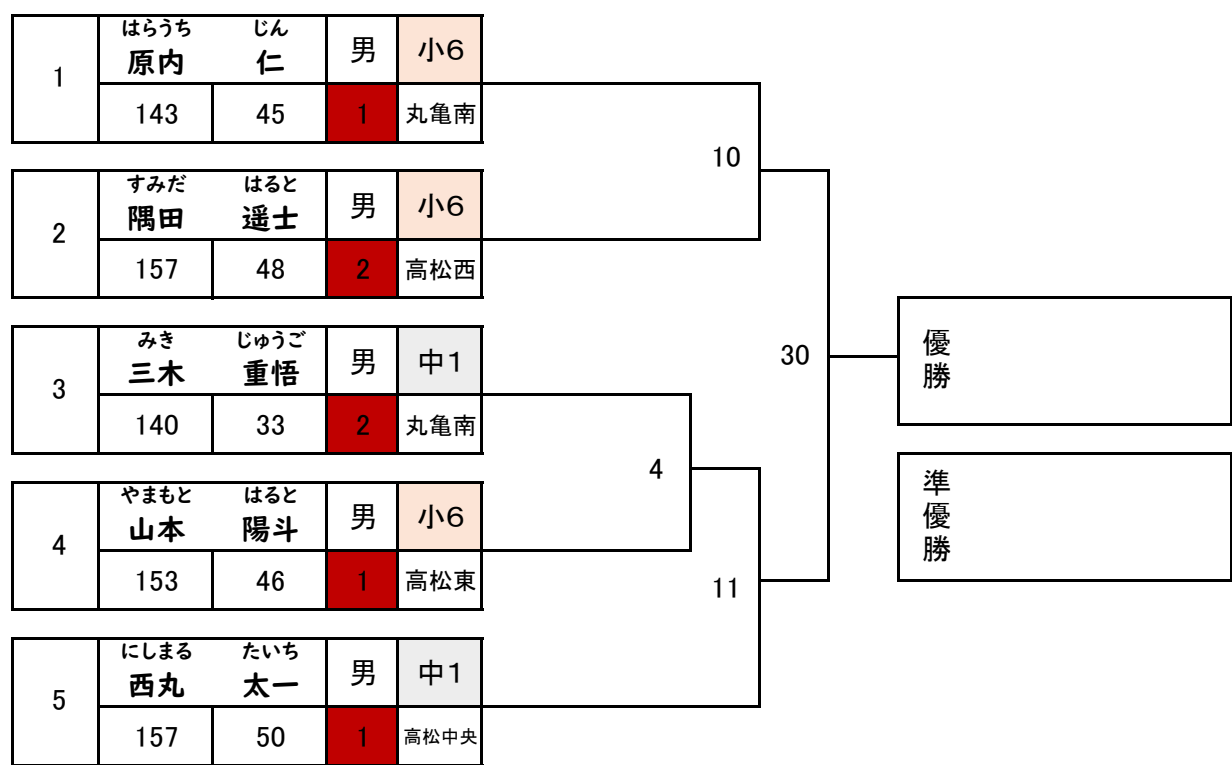 はらうち じん
1 原内 仁 男 小6
143 45 1 丸亀南
10
すみだ はると
2 隅田 遥士 男 小6
157 48 2 高松西
みき じゅうご
3 三木 重悟 男 中1
140 33 2 丸亀南
30
優勝
4
準優勝
やまもと はると
4 山本 陽斗 男 小6
153 46 1 高松東
11
にしまる たいち
5 西丸 太一 男 中1
157 50 1 高松中央